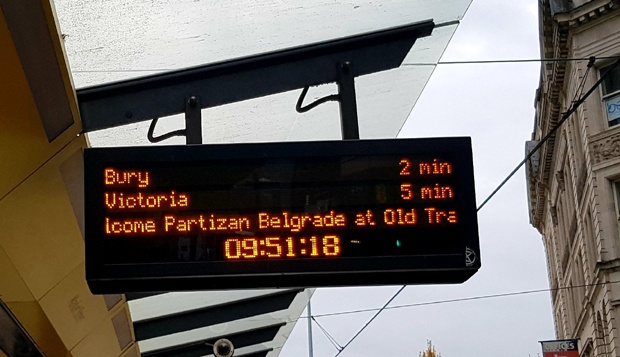 Bury 2 min
Victoria 5 min
lcome Partizan Belgrade at Old Tra
09:51:18